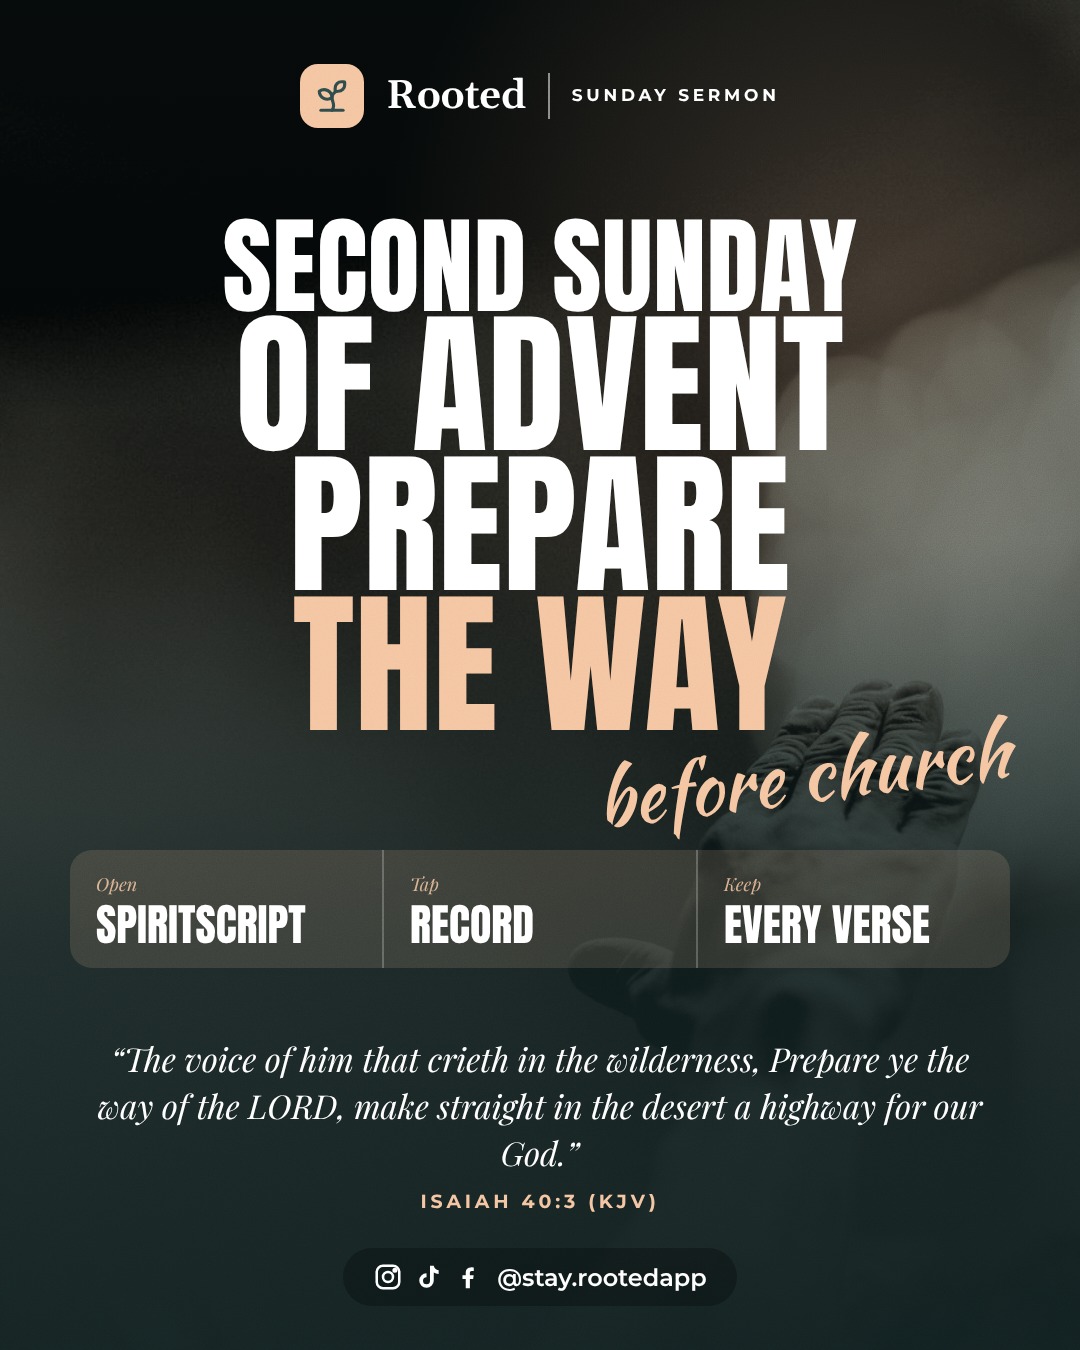 Rooted
SUNDAY SERMON
SECOND SUNDAY
OF ADVENT
PREPARE
THE WAY
before church
Open
SPIRITSCRIPT
Tap
RECORD
Keep
EVERY VERSE
“The voice of him that crieth in the wilderness, Prepare ye the
way of the LORD, make straight in the desert a highway for our
God.”
ISAIAH 40:3 (KJV)
@stay.rootedapp